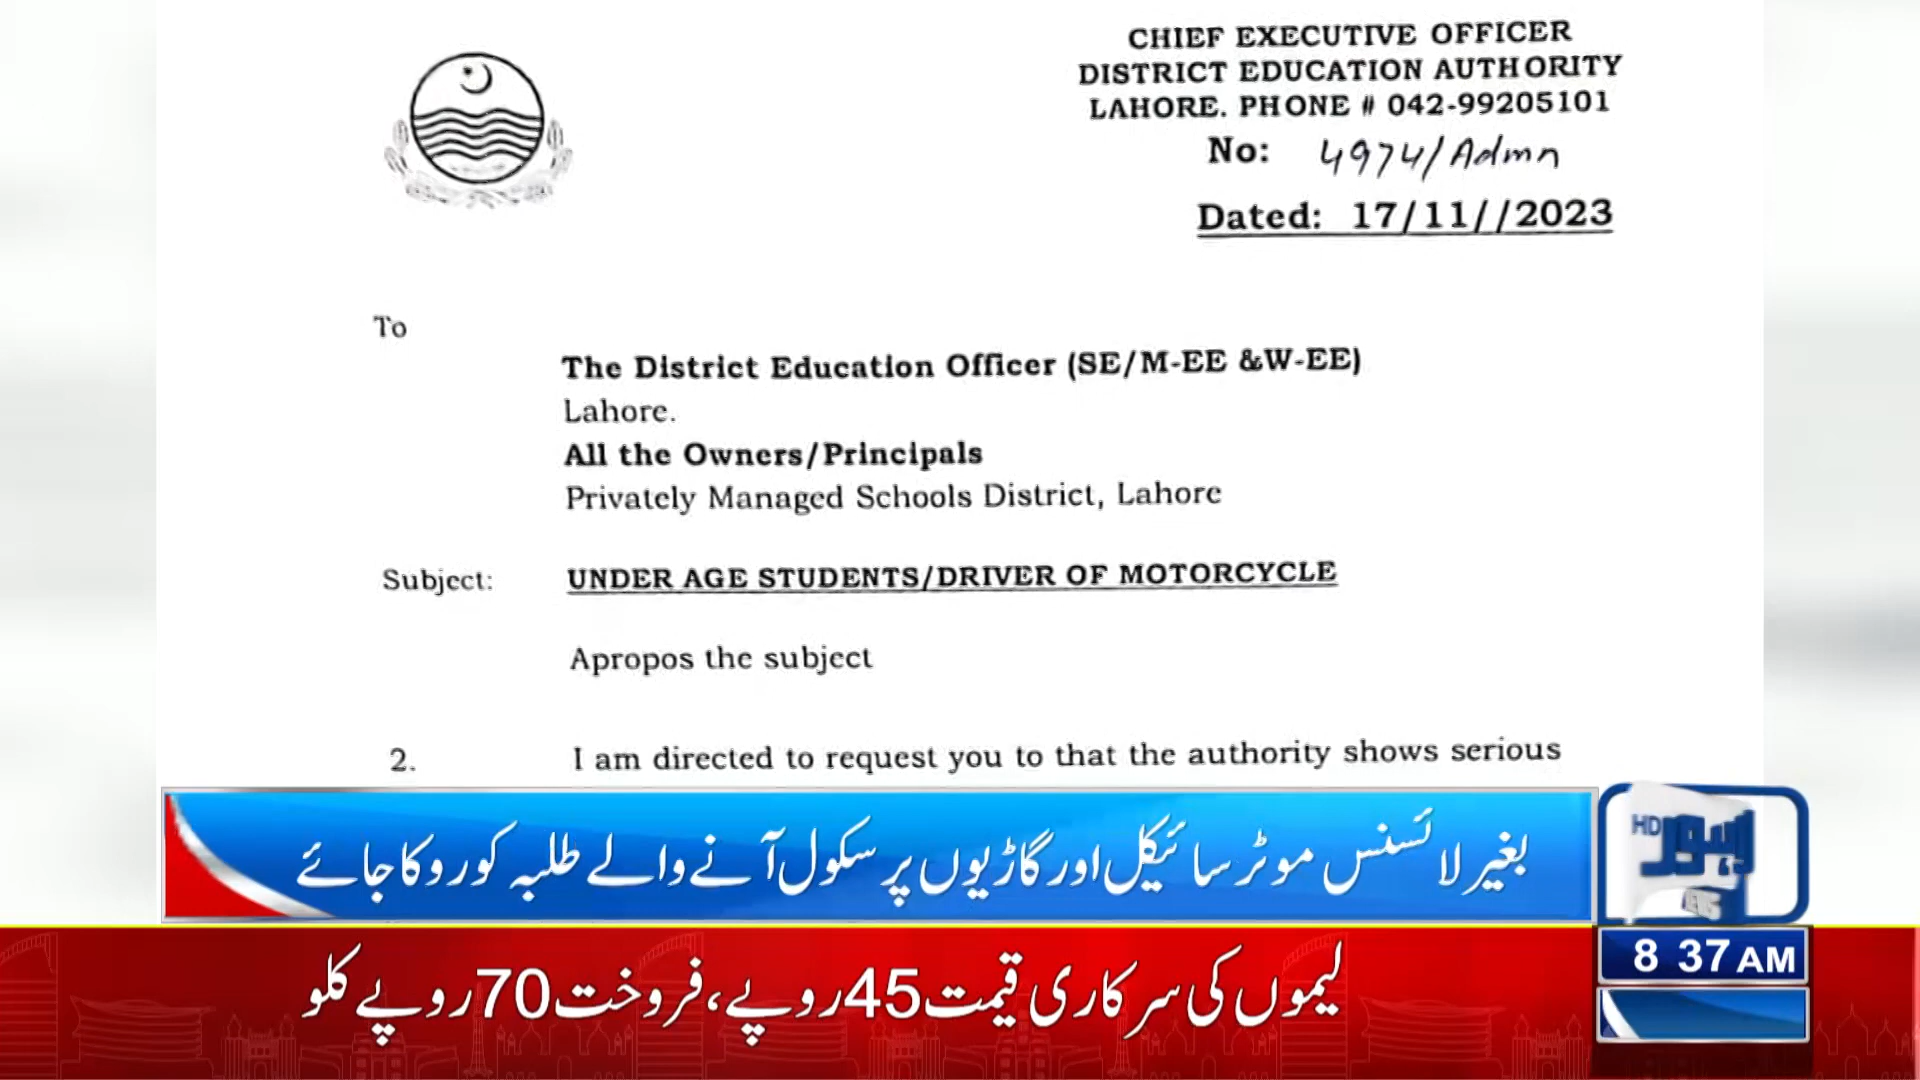 CHIEF EXECUTIVE OFFICER
DISTRICT EDUCATION AUTHORITY
LAHORE. PHONE # 042-99205101
No: 4974/Admn
Dated: 17/11//2023
To
The District Education Officer (SE/M-EE &W-EE)
Lahore.
All the Owners/Principals
Privately Managed Schools District, Lahore
Subject: UNDER AGE STUDENTS/DRIVER OF MOTORCYCLE
Apropos the subject
2. I am directed to request you to that the authority shows serious
بغیر لائسنس موٹر سائیکل اور گاڑیوں پر سکول آنے والے طلبہ کو روکا جائے
لاہور HD
NEWS
8 37 AM
لیموں کی سرکاری قیمت 45 روپے، فروخت 70 روپے کلو